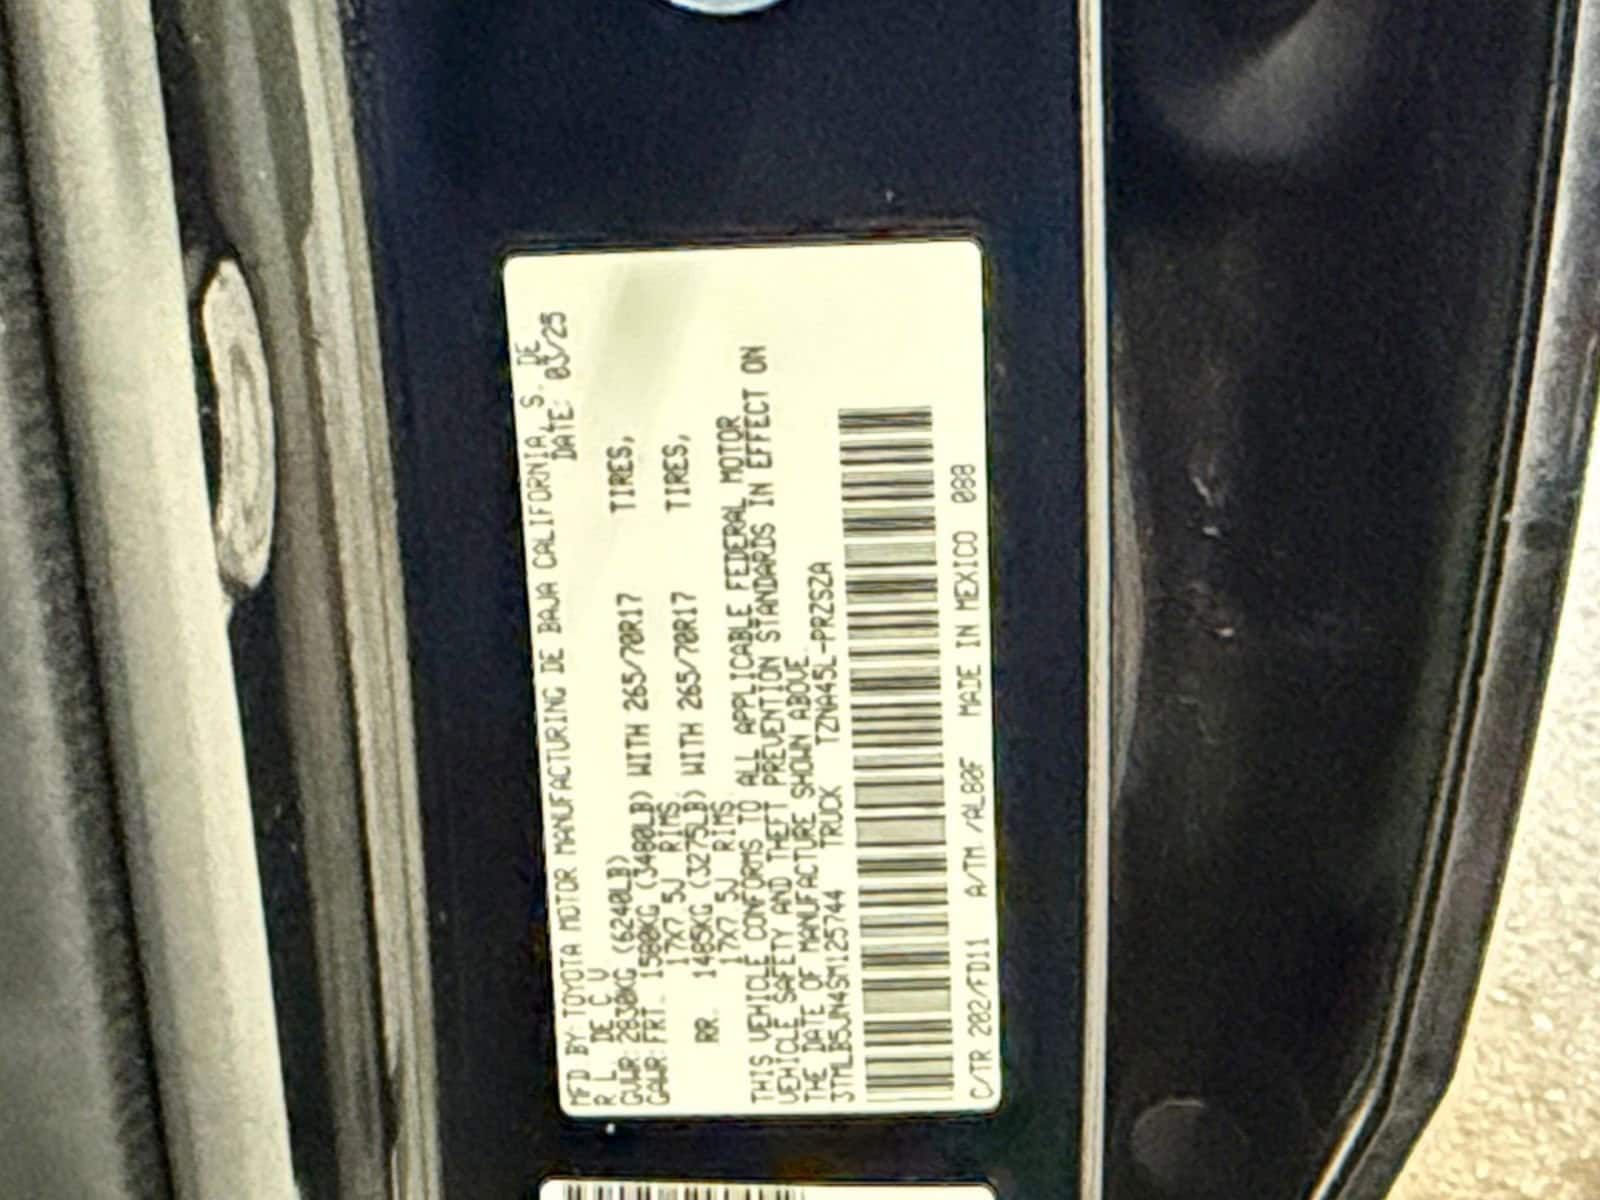 MFD BY TOYOTA MOTOR MANUFACTURING DE BAJA CALIFORNIA, S. DE
R L. DE C V DATE: 03/25
GVWR 2830KG (6240LB)
GAWR FRT. 1580KG (3480LB) WITH 265/70R17 TIRES,
17X7 5J RIMS
RR. 1485KG (3275LB) WITH 265/70R17 TIRES,
17X7 5J RIMS
THIS VEHICLE CONFORMS TO ALL APPLICABLE FEDERAL MOTOR
VEHICLE SAFETY AND THEFT PREVENTION STANDARDS IN EFFECT ON
THE DATE OF MANUFACTURE SHOWN ABOVE
3TMLB5JN4SM125744 TRUCK TZNA45L-PRZSZA
C/TR 202/FD11 A/TM /AL80F MADE IN MEXICO 088